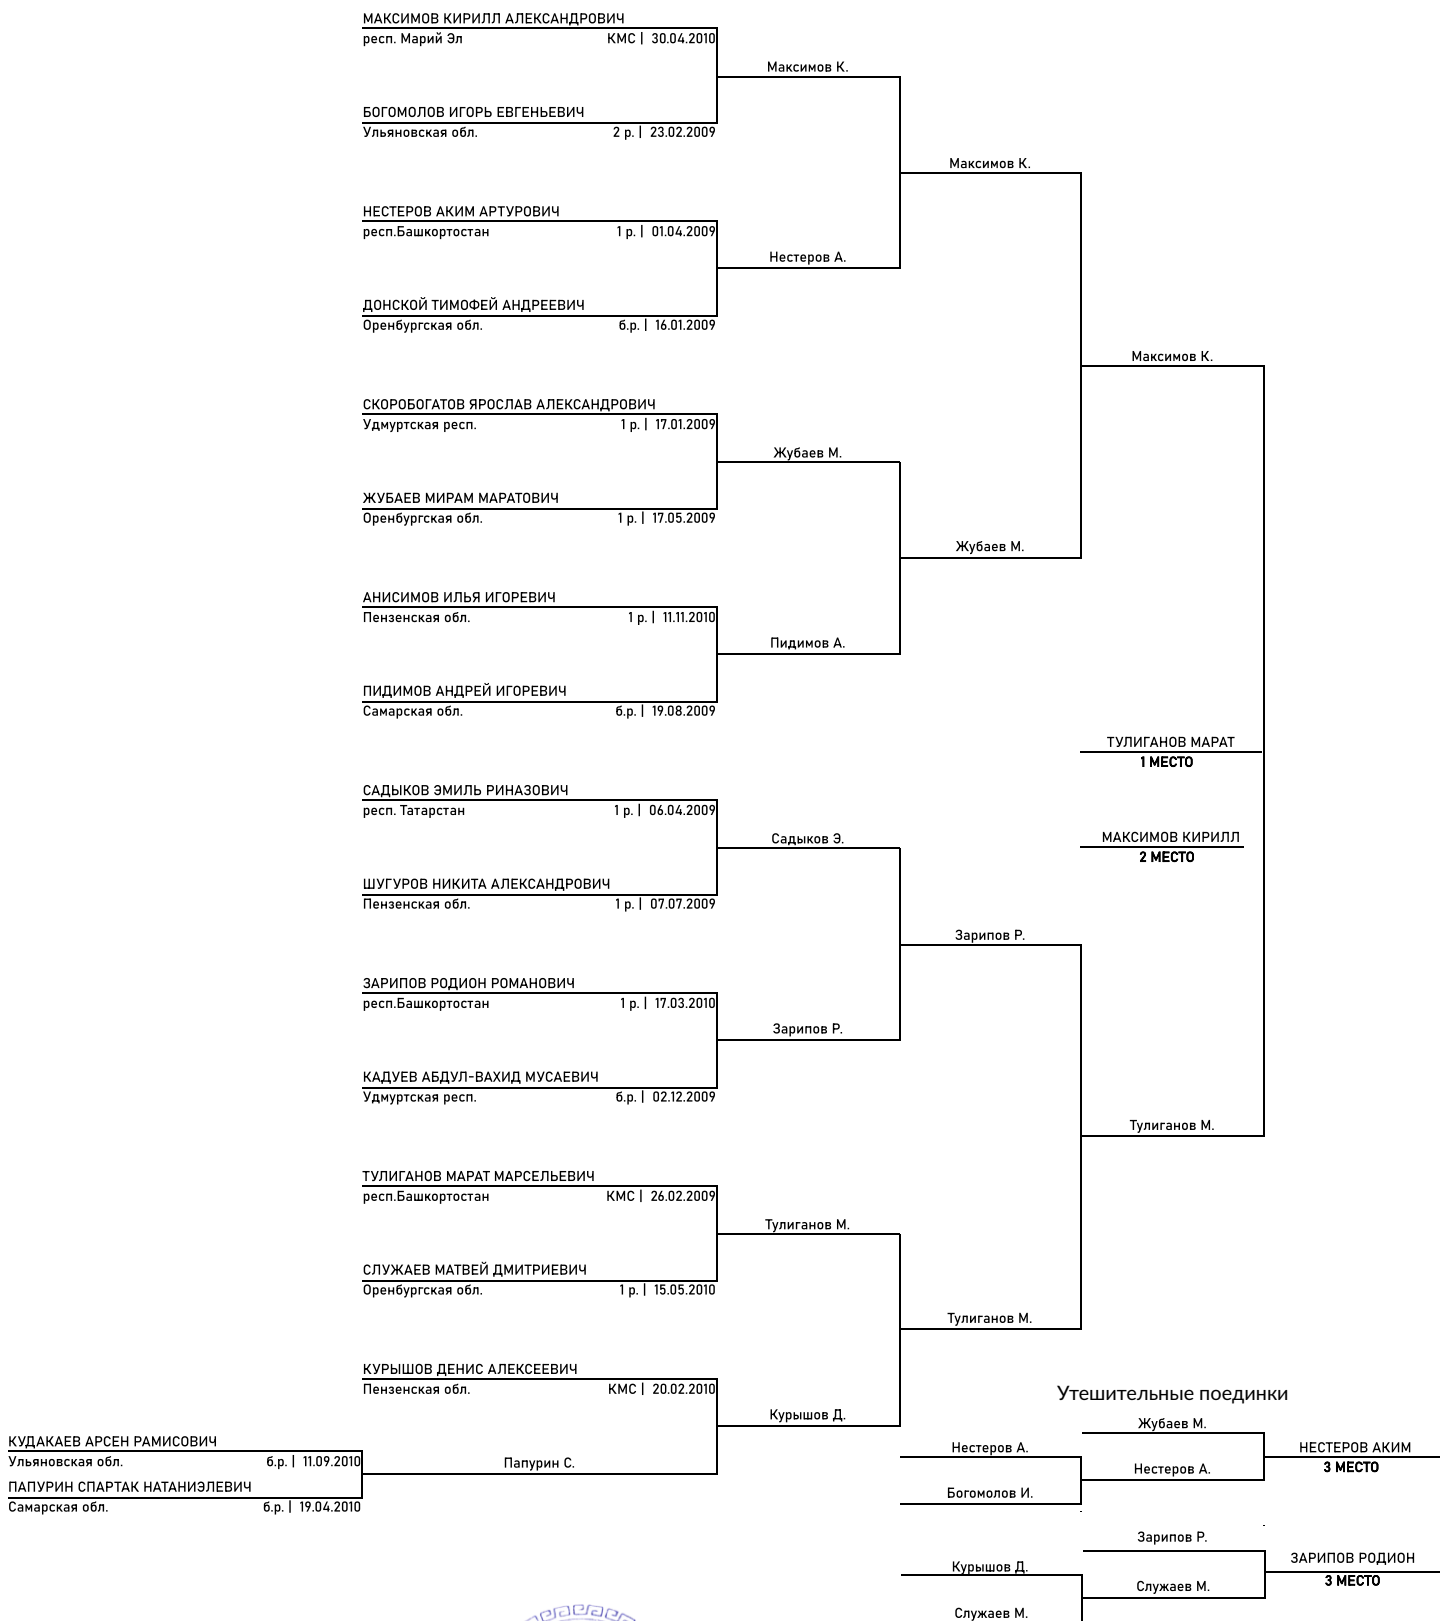 МАКСИМОВ КИРИЛЛ АЛЕКСАНДРОВИЧ
респ. Марий Эл КМС | 30.04.2010
Максимов К.
БОГОМОЛОВ ИГОРЬ ЕВГЕНЬЕВИЧ
Ульяновская обл. 2 р. | 23.02.2009
Максимов К.
НЕСТЕРОВ АКИМ АРТУРОВИЧ
респ.Башкортостан 1 р. | 01.04.2009
Нестеров А.
ДОНСКОЙ ТИМОФЕЙ АНДРЕЕВИЧ
Оренбургская обл. б.р. | 16.01.2009
Максимов К.
СКОРОБОГАТОВ ЯРОСЛАВ АЛЕКСАНДРОВИЧ
Удмуртская респ. 1 р. | 17.01.2009
Жубаев М.
ЖУБАЕВ МИРАМ МАРАТОВИЧ
Оренбургская обл. 1 р. | 17.05.2009
Жубаев М.
АНИСИМОВ ИЛЬЯ ИГОРЕВИЧ
Пензенская обл. 1 р. | 11.11.2010
Пидимов А.
ПИДИМОВ АНДРЕЙ ИГОРЕВИЧ
Самарская обл. б.р. | 19.08.2009
ТУЛИГАНОВ МАРАТ
1 МЕСТО
САДЫКОВ ЭМИЛЬ РИНАЗОВИЧ
респ. Татарстан 1 р. | 06.04.2009
Садыков Э.
МАКСИМОВ КИРИЛЛ
2 МЕСТО
ШУГУРОВ НИКИТА АЛЕКСАНДРОВИЧ
Пензенская обл. 1 р. | 07.07.2009
Зарипов Р.
ЗАРИПОВ РОДИОН РОМАНОВИЧ
респ.Башкортостан 1 р. | 17.03.2010
Зарипов Р.
КАДУЕВ АБДУЛ-ВАХИД МУСАЕВИЧ
Удмуртская респ. б.р. | 02.12.2009
Тулиганов М.
ТУЛИГАНОВ МАРАТ МАРСЕЛЬЕВИЧ
респ.Башкортостан КМС | 26.02.2009
Тулиганов М.
СЛУЖАЕВ МАТВЕЙ ДМИТРИЕВИЧ
Оренбургская обл. 1 р. | 15.05.2010
Тулиганов М.
КУРЫШОВ ДЕНИС АЛЕКСЕЕВИЧ
Пензенская обл. КМС | 20.02.2010
Курышов Д.
КУДАКАЕВ АРСЕН РАМИСОВИЧ
Ульяновская обл. б.р. | 11.09.2010
Папурин С.
ПАПУРИН СПАРТАК НАТАНИЭЛЕВИЧ
Самарская обл. б.р. | 19.04.2010
Утешительные поединки
Жубаев М.
Нестеров А.
НЕСТЕРОВ АКИМ
3 МЕСТО
Нестеров А.
Богомолов И.
Зарипов Р.
ЗАРИПОВ РОДИОН
3 МЕСТО
Курышов Д.
Служаев М.
Служаев М.